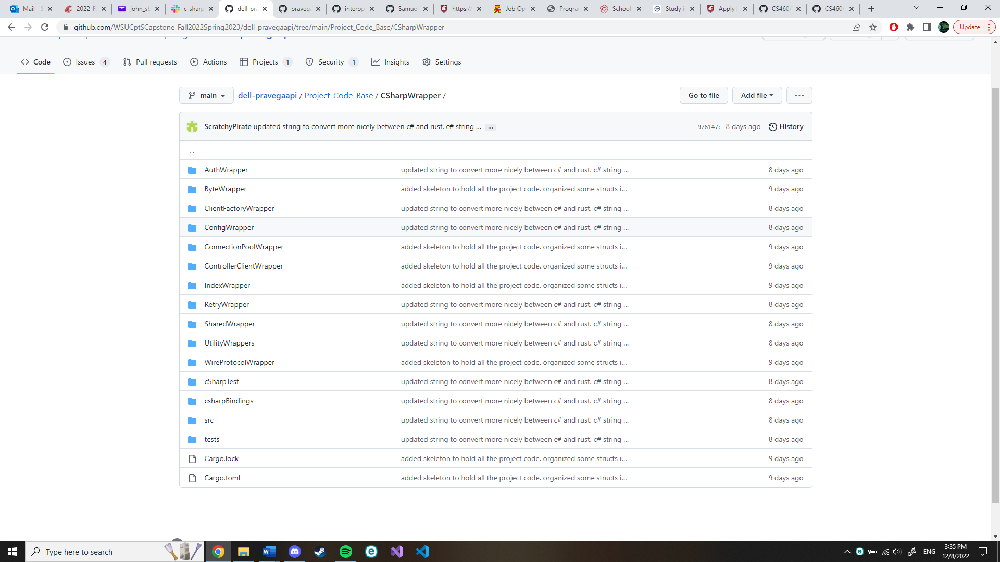 Mail - S
2022-Fa
john_sb
c-sharp
dell-pra
pravega
interop
Samuel
https://
Job Op
Program
School
Study in
Apply |
CS460/
CS460/
github.com/WSUCptSCapstone-Fall2022Spring2023/dell-pravegaapi/tree/main/Project_Code_Base/CSharpWrapper
Update
Code
Issues 4
Pull requests
Actions
Projects 1
Security 1
Insights
Settings
main
dell-pravegaapi / Project_Code_Base / CSharpWrapper /
Go to file
Add file
...
ScratchyPirate updated string to convert more nicely between c# and rust. c# string ... ...
976147c 8 days ago History
..
AuthWrapper updated string to convert more nicely between c# and rust. c# string ... 8 days ago
ByteWrapper added skeleton to hold all the project code. organized some structs i... 9 days ago
ClientFactoryWrapper updated string to convert more nicely between c# and rust. c# string ... 8 days ago
ConfigWrapper updated string to convert more nicely between c# and rust. c# string ... 8 days ago
ConnectionPoolWrapper added skeleton to hold all the project code. organized some structs i... 9 days ago
ControllerClientWrapper added skeleton to hold all the project code. organized some structs i... 9 days ago
IndexWrapper added skeleton to hold all the project code. organized some structs i... 9 days ago
RetryWrapper updated string to convert more nicely between c# and rust. c# string ... 8 days ago
SharedWrapper updated string to convert more nicely between c# and rust. c# string ... 8 days ago
UtilityWrappers updated string to convert more nicely between c# and rust. c# string ... 8 days ago
WireProtocolWrapper added skeleton to hold all the project code. organized some structs i... 9 days ago
cSharpTest updated string to convert more nicely between c# and rust. c# string ... 8 days ago
csharpBindings updated string to convert more nicely between c# and rust. c# string ... 8 days ago
src updated string to convert more nicely between c# and rust. c# string ... 8 days ago
tests updated string to convert more nicely between c# and rust. c# string ... 8 days ago
Cargo.lock added skeleton to hold all the project code. organized some structs i... 9 days ago
Cargo.toml added skeleton to hold all the project code. organized some structs i... 9 days ago
Type here to search
ENG
3:35 PM
12/8/2022